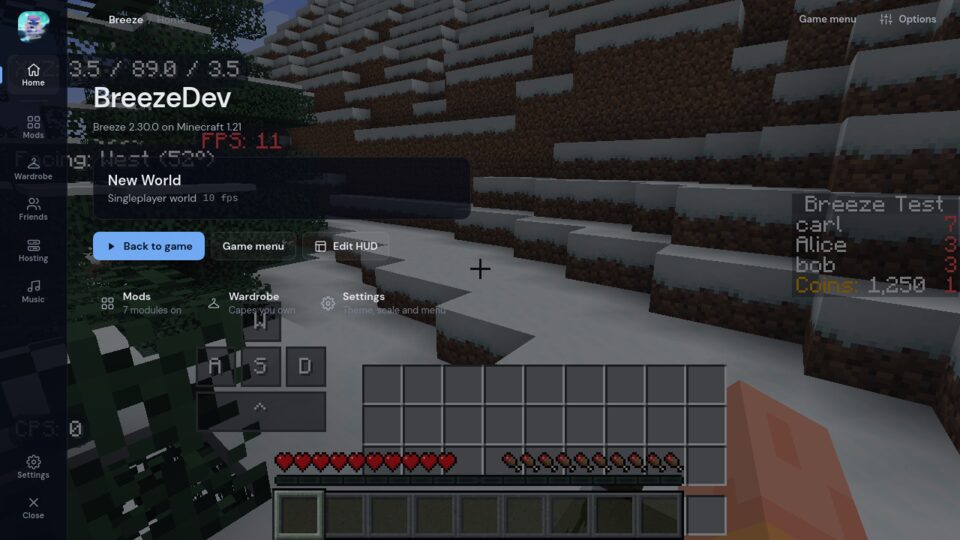 Breeze / Home
Game menu
Options
XYZ: 3.5 / 89.0 / 3.5
Home
BreezeDev
Breeze 2.30.0 on Minecraft 1.21
Mods
FPS: 11
Facing: West (52°)
Wardrobe
New World
Singleplayer world 10 fps
Friends
Breeze Test
carl 7
Alice 3
bob 3
Coins: 1,250 1
Hosting
Back to game
Game menu
Edit HUD
Music
Mods
7 modules on
Wardrobe
Capes you own
Settings
Theme, scale and menu
W
A
S
D
^
CPS: 0
Settings
Close